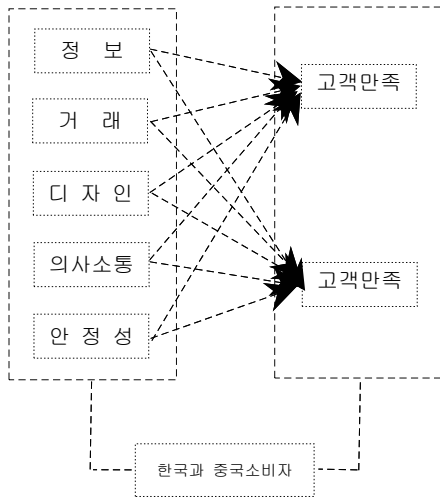 정 보
고객만족
거 래
디 자 인
의사소통
고객만족
안 정 성
한국과 중국소비자